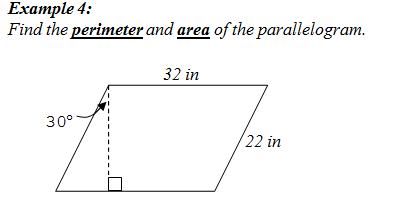 Example 4:
Find the perimeter and area of the parallelogram.
32 in
30°
22 in